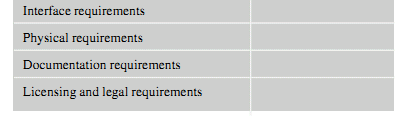 Interface requirements
Physical requirements
Documentation requirements
Licensing and legal requirements